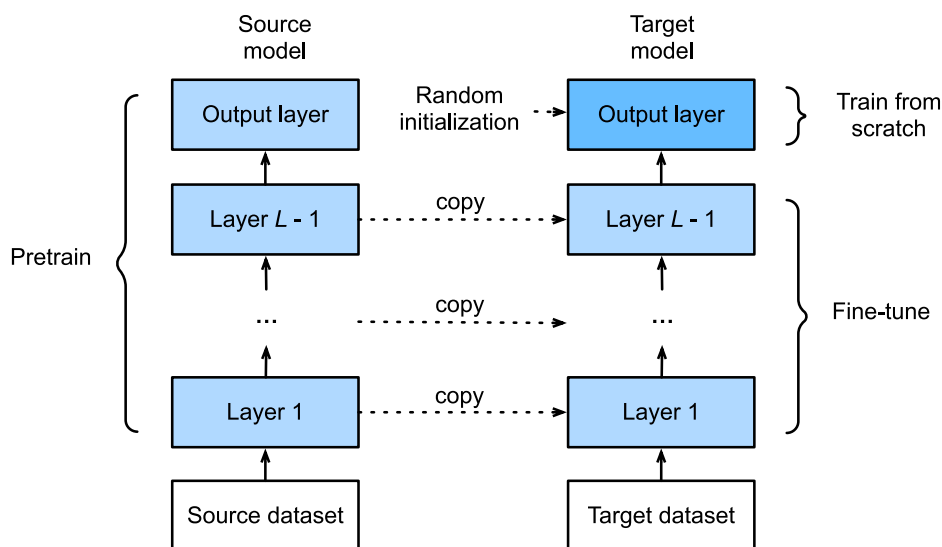 Source
model
Target
model
Output layer
Random
initialization
Output layer
Train from
scratch
Layer L - 1
copy
Layer L - 1
Pretrain
...
copy
...
Fine-tune
Layer 1
copy
Layer 1
Source dataset
Target dataset